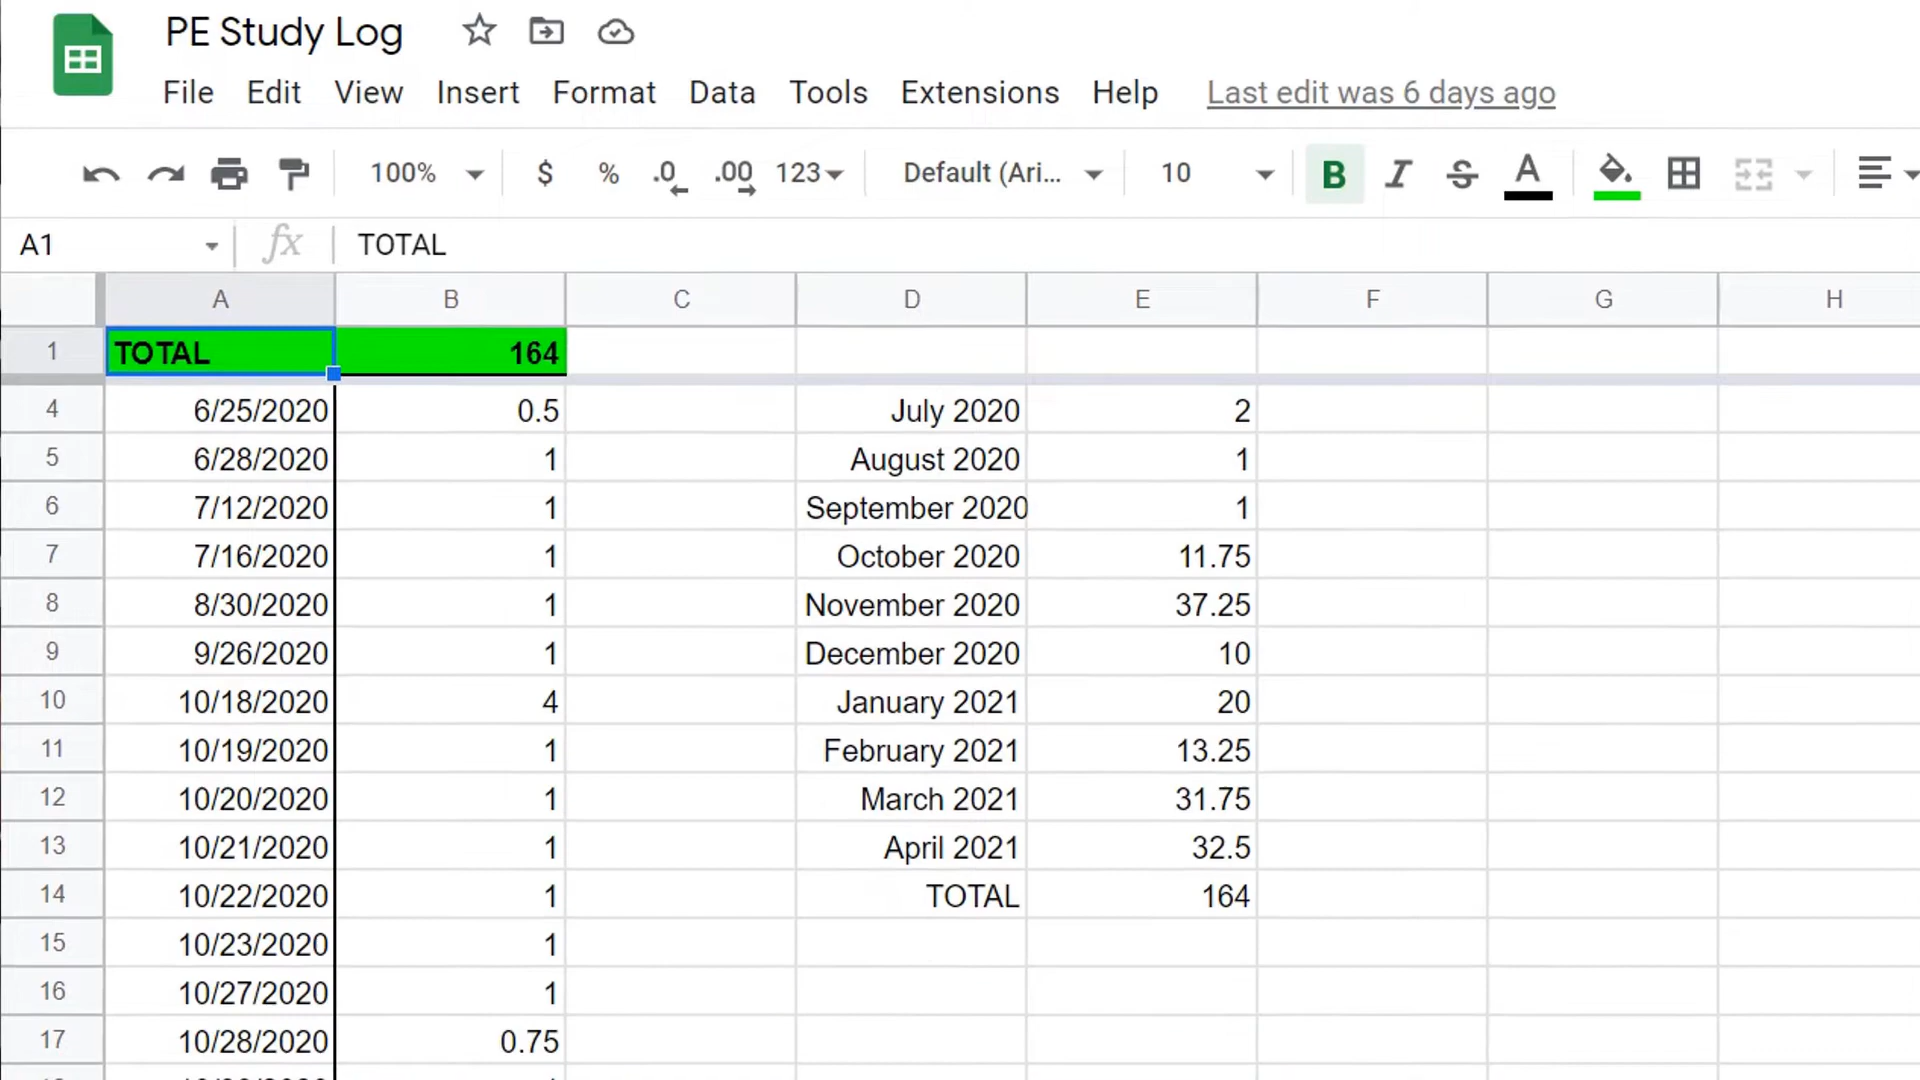 PE Study Log
File Edit View Insert Format Data Tools Extensions Help Last edit was 6 days ago
100% $ % .0 .00 123 Default (Ari... 10 B I S A
A1 fx TOTAL
A B C D E F G H
1 TOTAL 164
4 6/25/2020 0.5 July 2020 2
5 6/28/2020 1 August 2020 1
6 7/12/2020 1 September 2020 1
7 7/16/2020 1 October 2020 11.75
8 8/30/2020 1 November 2020 37.25
9 9/26/2020 1 December 2020 10
10 10/18/2020 4 January 2021 20
11 10/19/2020 1 February 2021 13.25
12 10/20/2020 1 March 2021 31.75
13 10/21/2020 1 April 2021 32.5
14 10/22/2020 1 TOTAL 164
15 10/23/2020 1
16 10/27/2020 1
17 10/28/2020 0.75